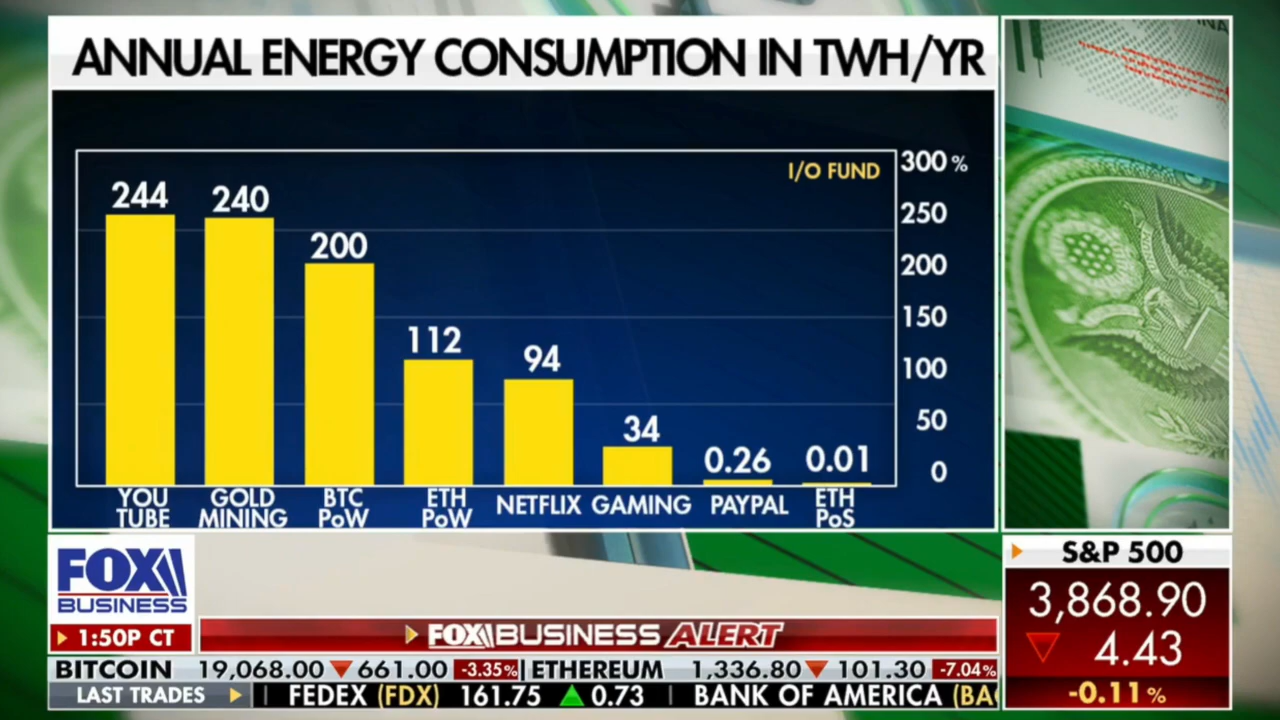 ANNUAL ENERGY CONSUMPTION IN TWH/YR
I/O FUND
300%
250
200
150
100
50
0
244
240
200
112
94
34
0.26
0.01
YOU
TUBE
GOLD
MINING
BTC
PoW
ETH
PoW
NETFLIX
GAMING
PAYPAL
ETH
PoS
FOX
BUSINESS
1:50P CT
FOX BUSINESS ALERT
S&P 500
3,868.90
4.43
-0.11%
BITCOIN 19,068.00 661.00 -3.35% ETHEREUM 1,336.80 101.30 -7.04%
LAST TRADES FEDEX (FDX) 161.75 0.73 BANK OF AMERICA (BA